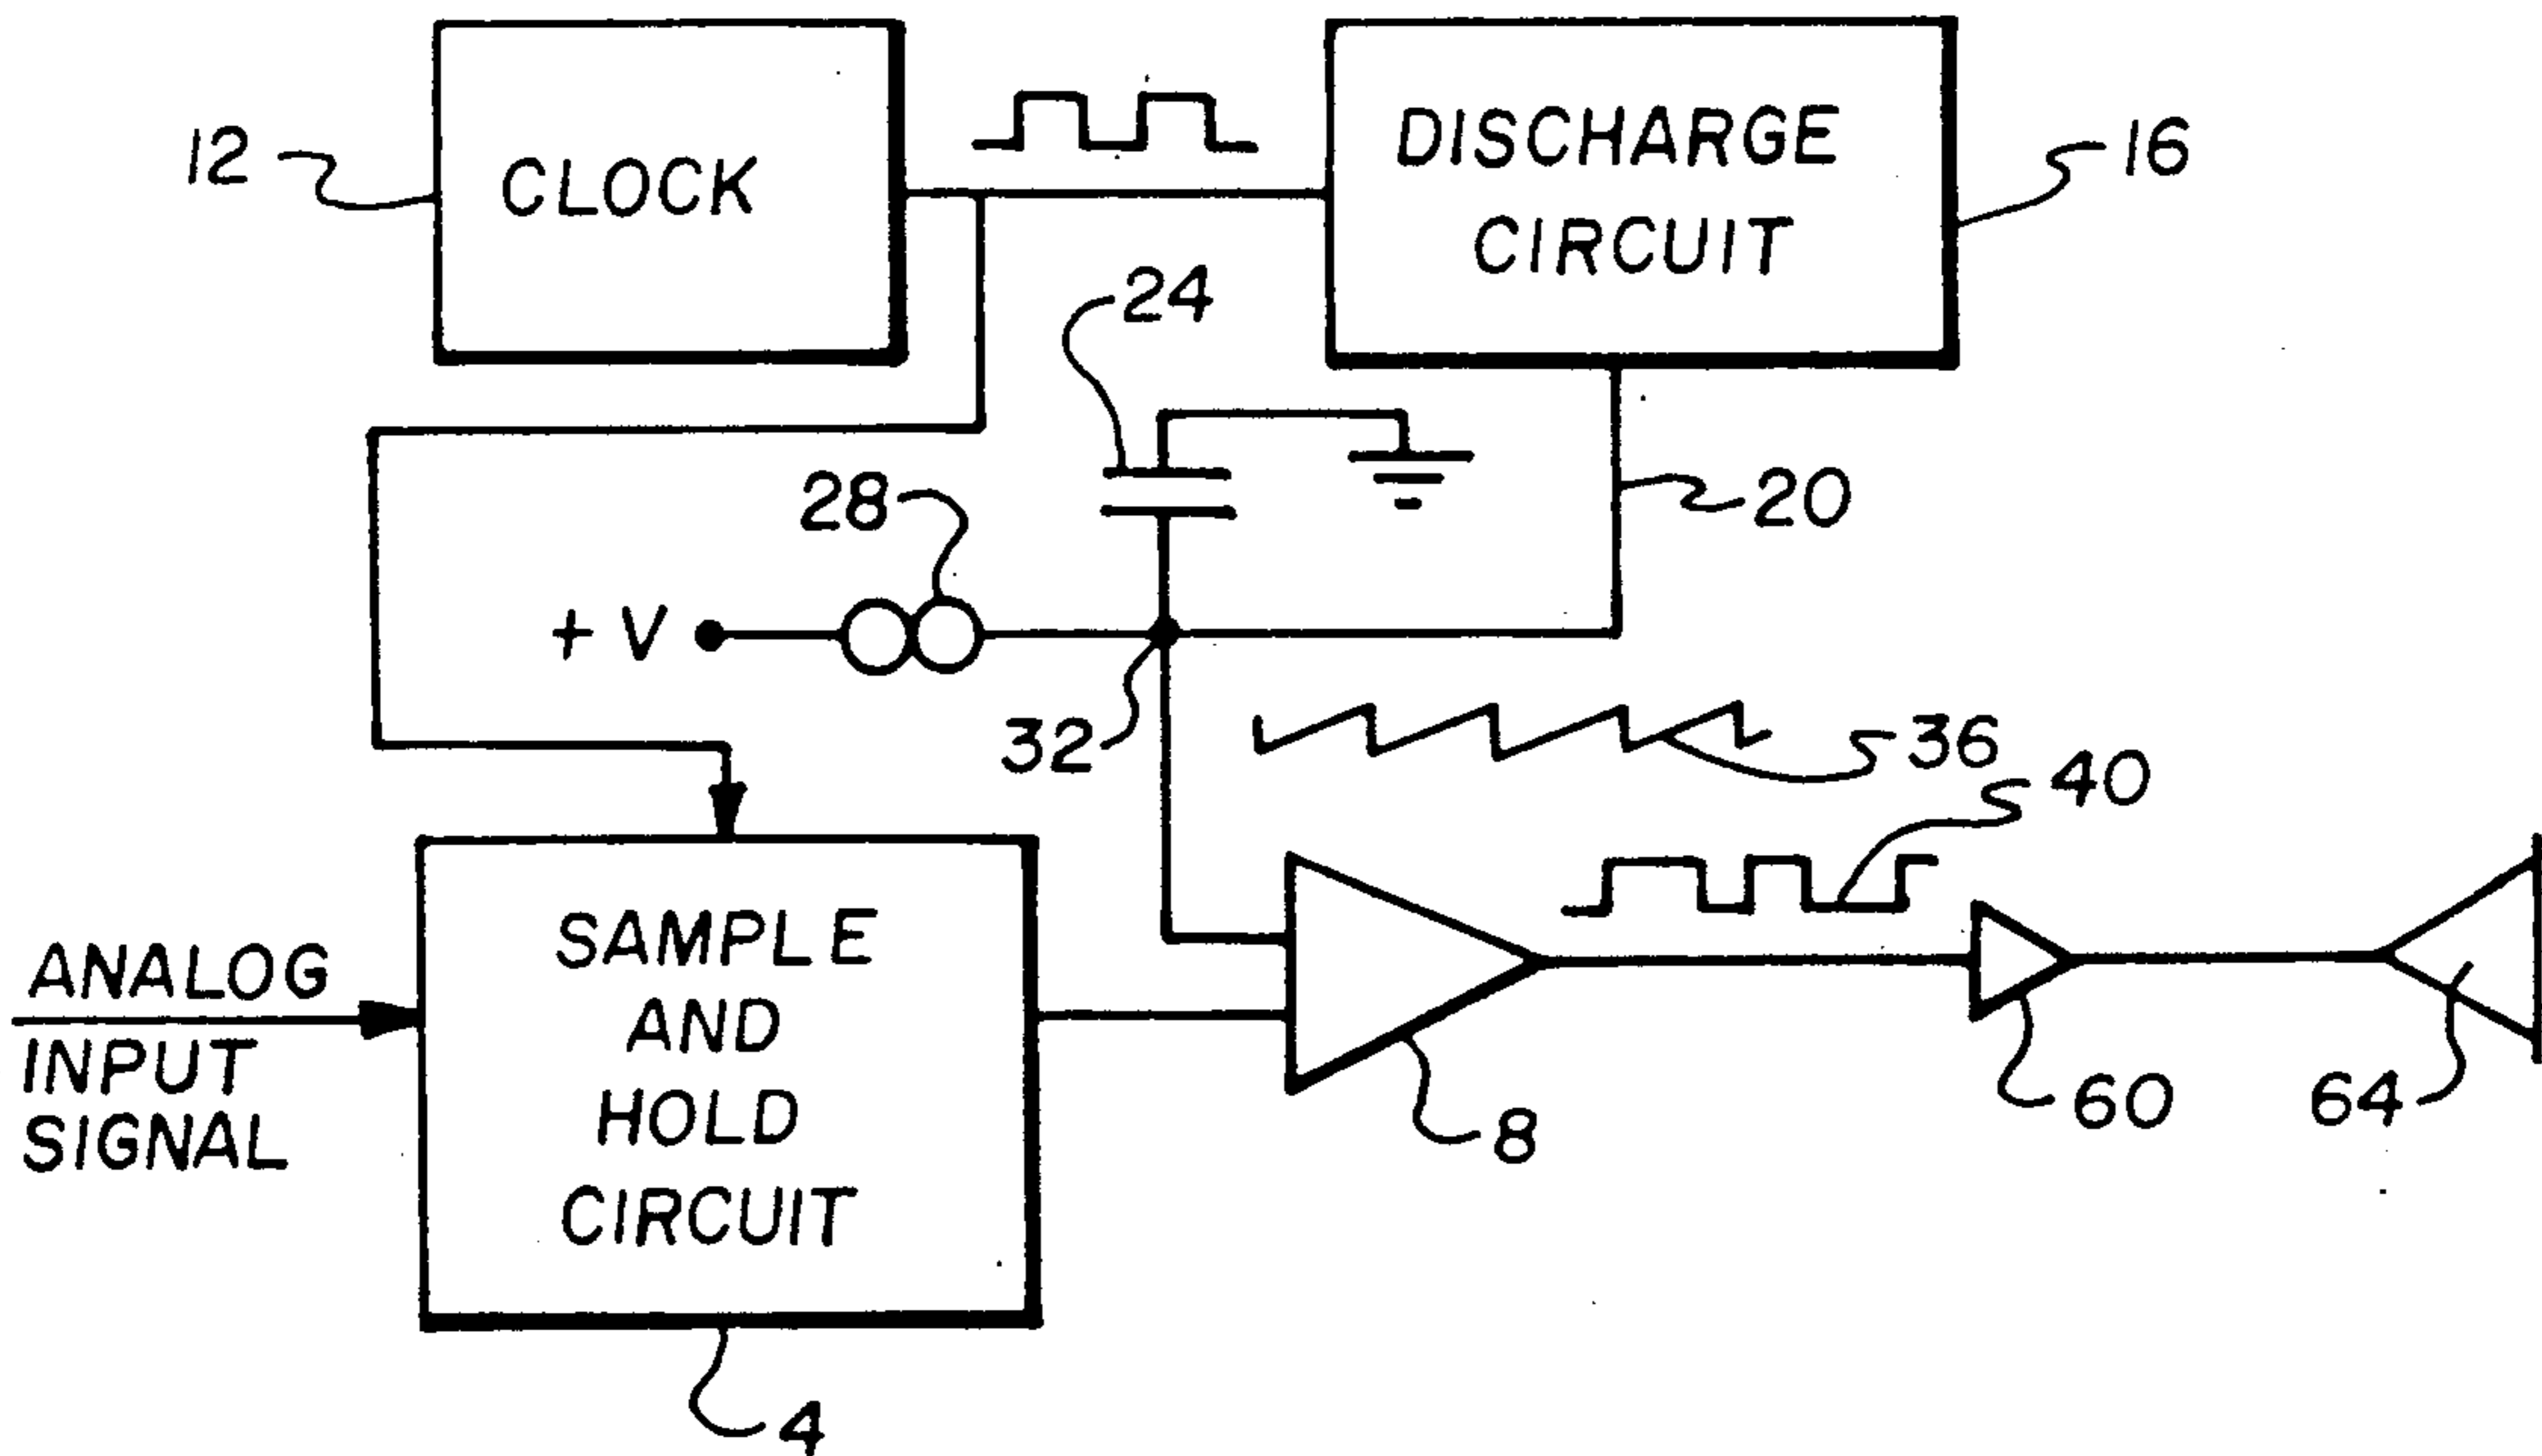 12
CLOCK
DISCHARGE
CIRCUIT
16
24
28
20
+ V
32
36
40
ANALOG
INPUT
SIGNAL
SAMPLE
AND
HOLD
CIRCUIT
8
60
64
4